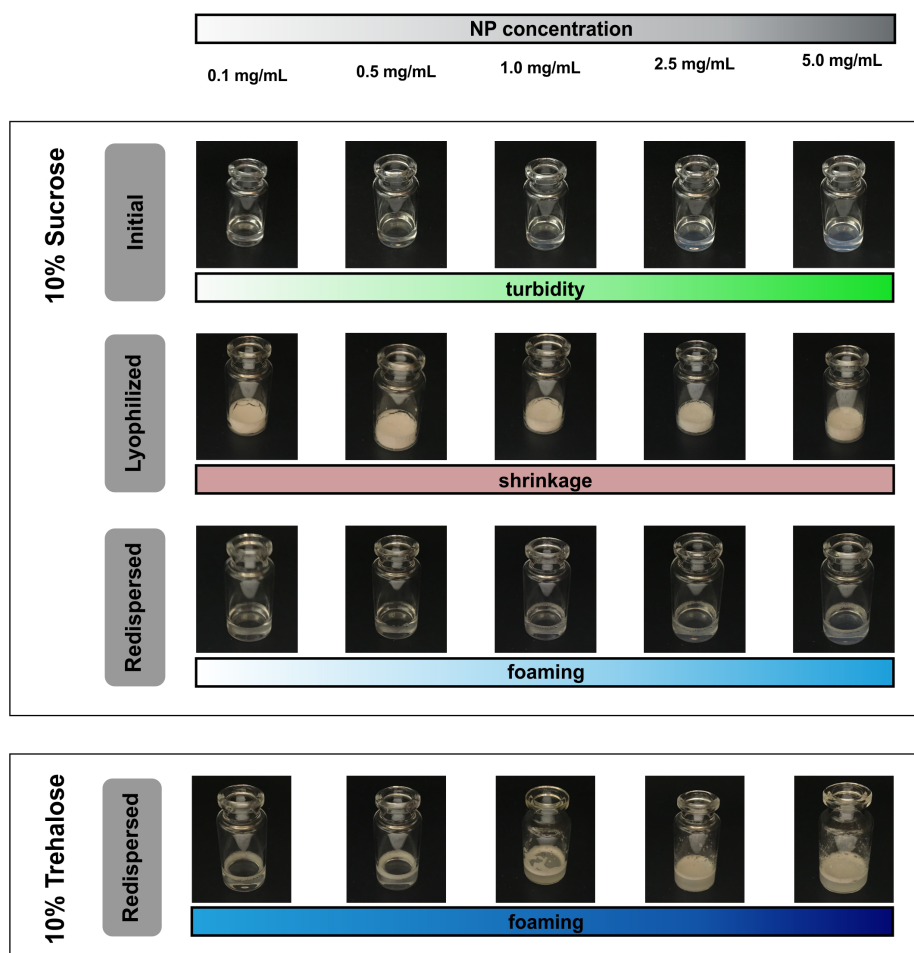 NP concentration
0.1 mg/mL
0.5 mg/mL
1.0 mg/mL
2.5 mg/mL
5.0 mg/mL
10% Sucrose
Initial
turbidity
Lyophilized
shrinkage
Redispersed
foaming
10% Trehalose
Redispersed
foaming